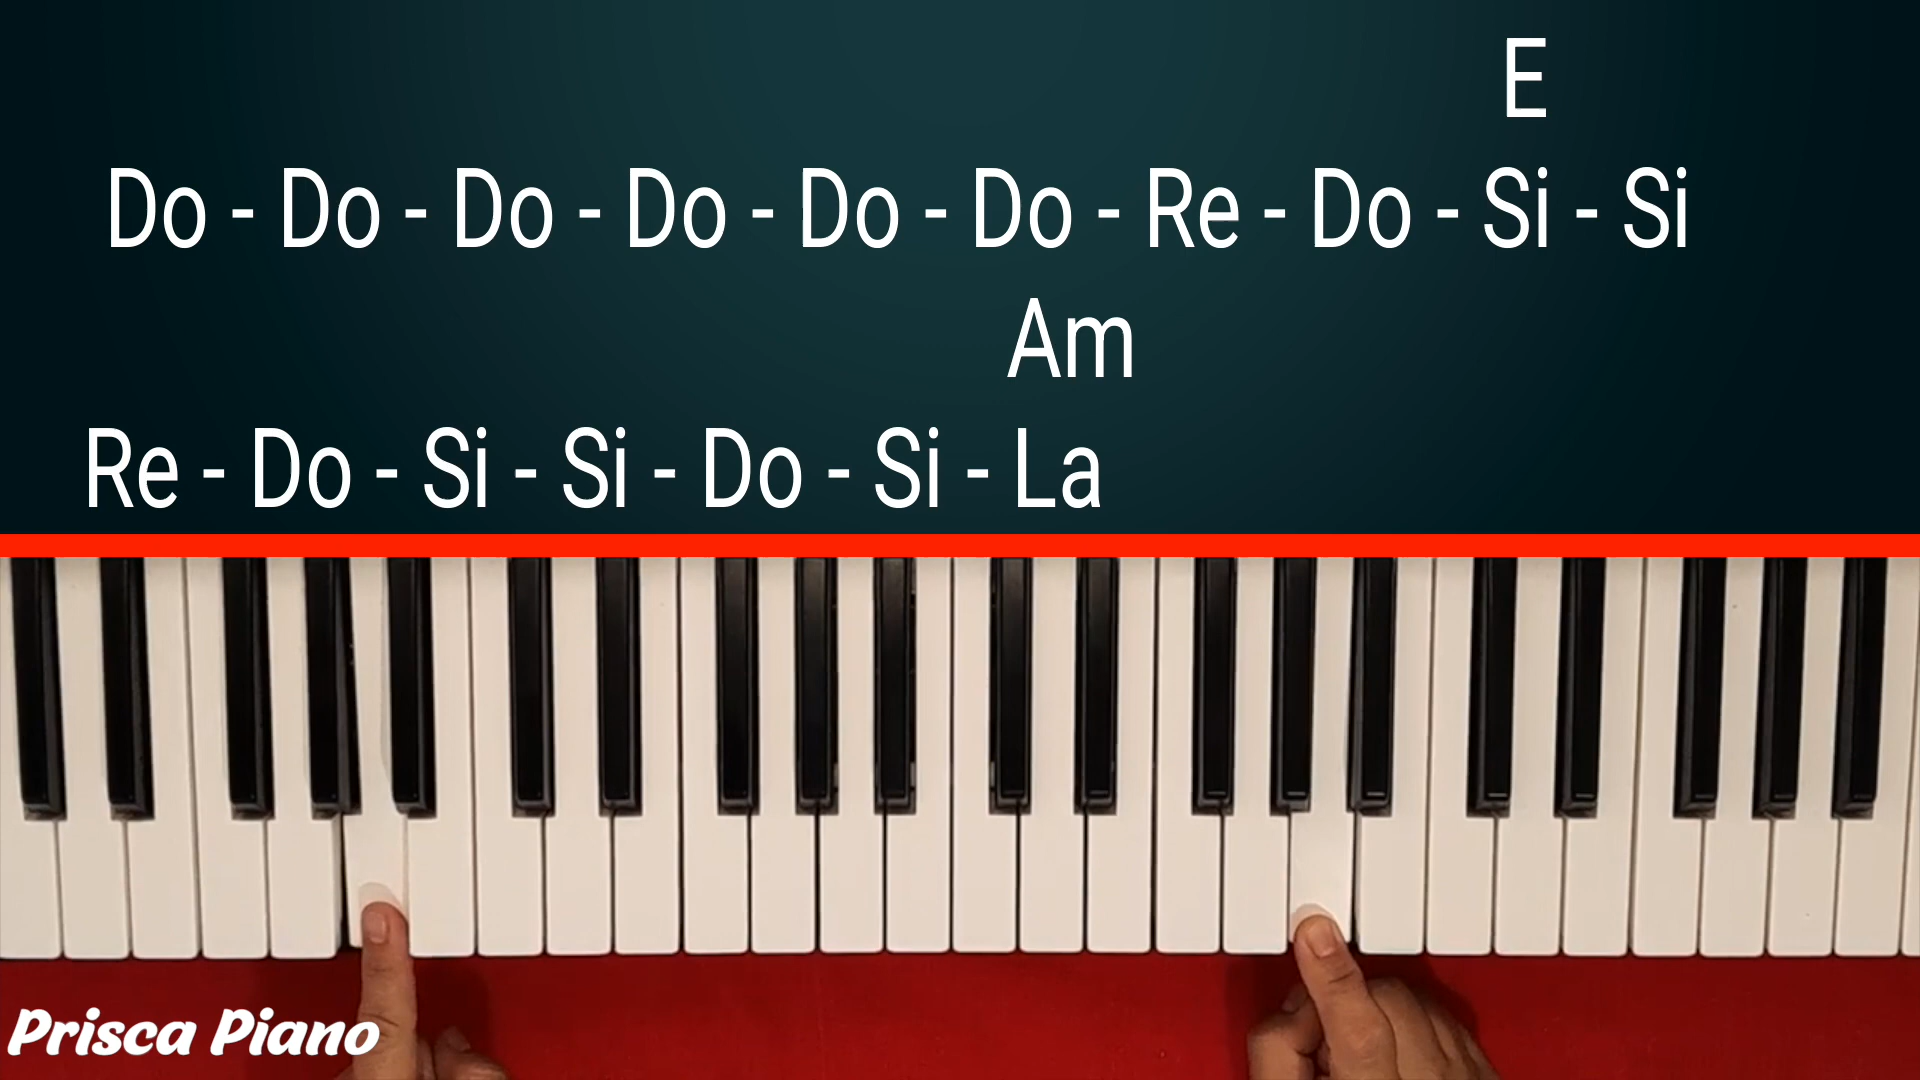 E
Do - Do - Do - Do - Do - Do - Re - Do - Si - Si
Am
Re - Do - Si - Si - Do - Si - La
Prisca Piano